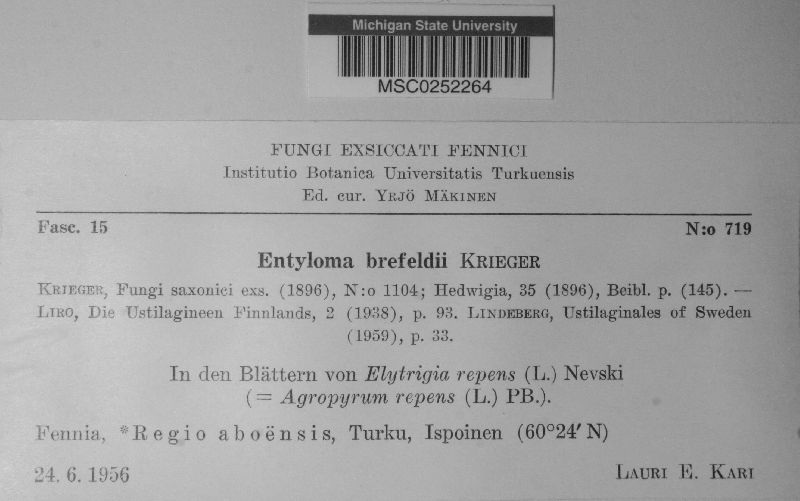 Michigan State University
MSC0252264
FUNGI EXSICCATI FENNICI
Institutio Botanica Universitatis Turkuensis
Ed. cur. YRJÖ MÄKINEN
Fasc. 15 N:o 719
Entyloma brefeldii KRIEGER
KRIEGER, Fungi saxonici exs. (1896), N:o 1104; Hedwigia, 35 (1896), Beibl. p. (145). —
LIRO, Die Ustilagineen Finnlands, 2 (1938), p. 93. LINDEBERG, Ustilaginales of Sweden
(1959), p. 33.
In den Blättern von Elytrigia repens (L.) Nevski
(= Agropyrum repens (L.) PB.).
Fennia, *Regio aboënsis, Turku, Ispoinen (60°24′ N)
24. 6. 1956 LAURI E. KARI